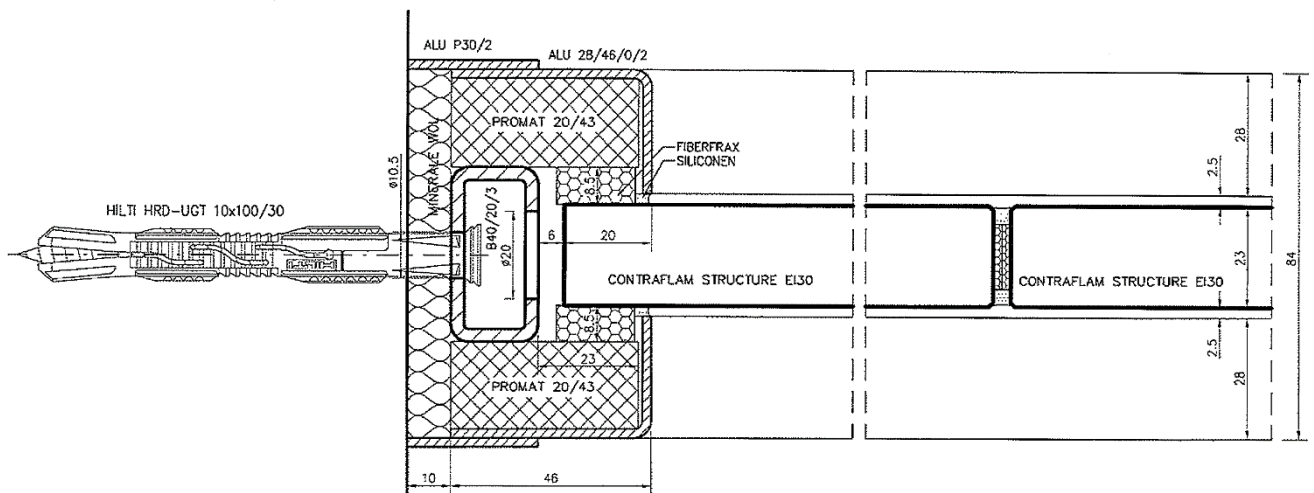 ALU P30/2
ALU 28/46/0/2
PROMAT 20/43
MINERALE WOL
FIBERFRAX
SILICONEN
ø10.5
8.5
28
2.5
HILTI HRD-UGT 10x100/30
B40/20/3
ø20
6
20
CONTRAFLAM STRUCTURE EI30
CONTRAFLAM STRUCTURE EI30
23
84
8.5
23
PROMAT 20/43
2.5
28
10
46